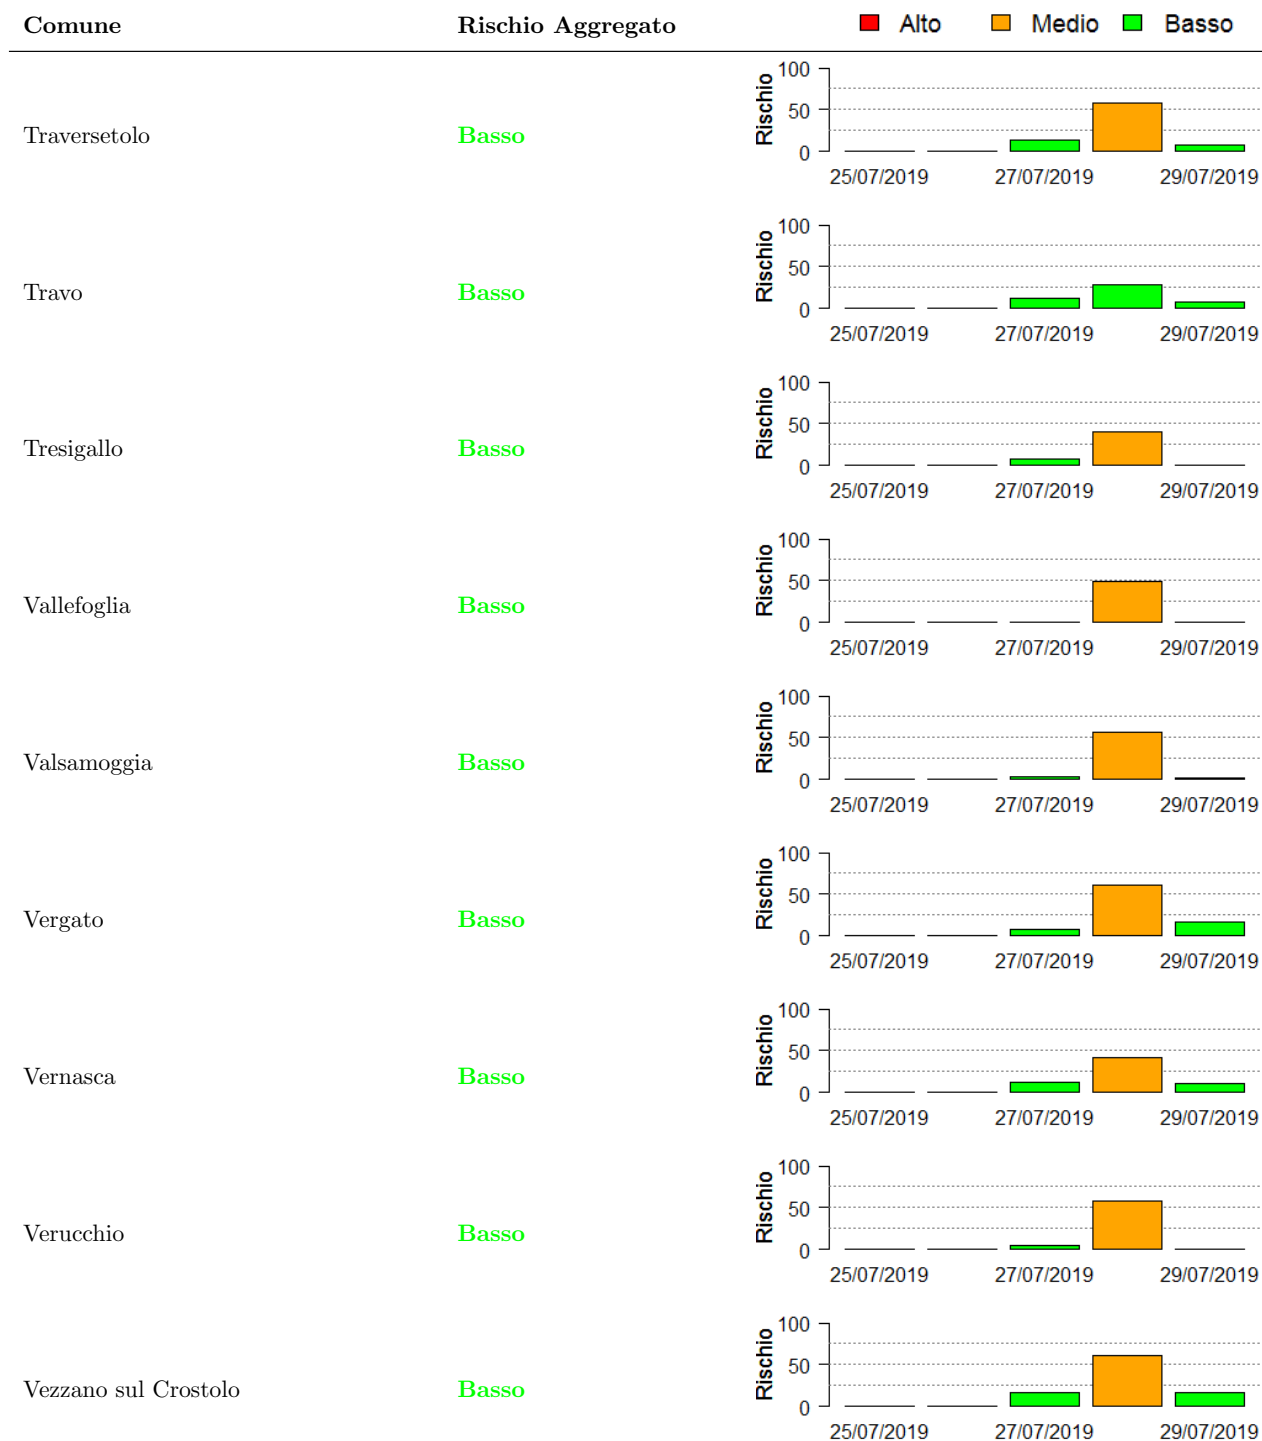 Comune Rischio Aggregato Alto Medio Basso
100
50
0
Rischio
Traversetolo Basso
25/07/2019 27/07/2019 29/07/2019
100
50
0
Rischio
Travo Basso
25/07/2019 27/07/2019 29/07/2019
100
50
0
Rischio
Tresigallo Basso
25/07/2019 27/07/2019 29/07/2019
100
50
0
Rischio
Vallefoglia Basso
25/07/2019 27/07/2019 29/07/2019
100
50
0
Rischio
Valsamoggia Basso
25/07/2019 27/07/2019 29/07/2019
100
50
0
Rischio
Vergato Basso
25/07/2019 27/07/2019 29/07/2019
100
50
0
Rischio
Vernasca Basso
25/07/2019 27/07/2019 29/07/2019
100
50
0
Rischio
Verucchio Basso
25/07/2019 27/07/2019 29/07/2019
100
50
0
Rischio
Vezzano sul Crostolo Basso
25/07/2019 27/07/2019 29/07/2019